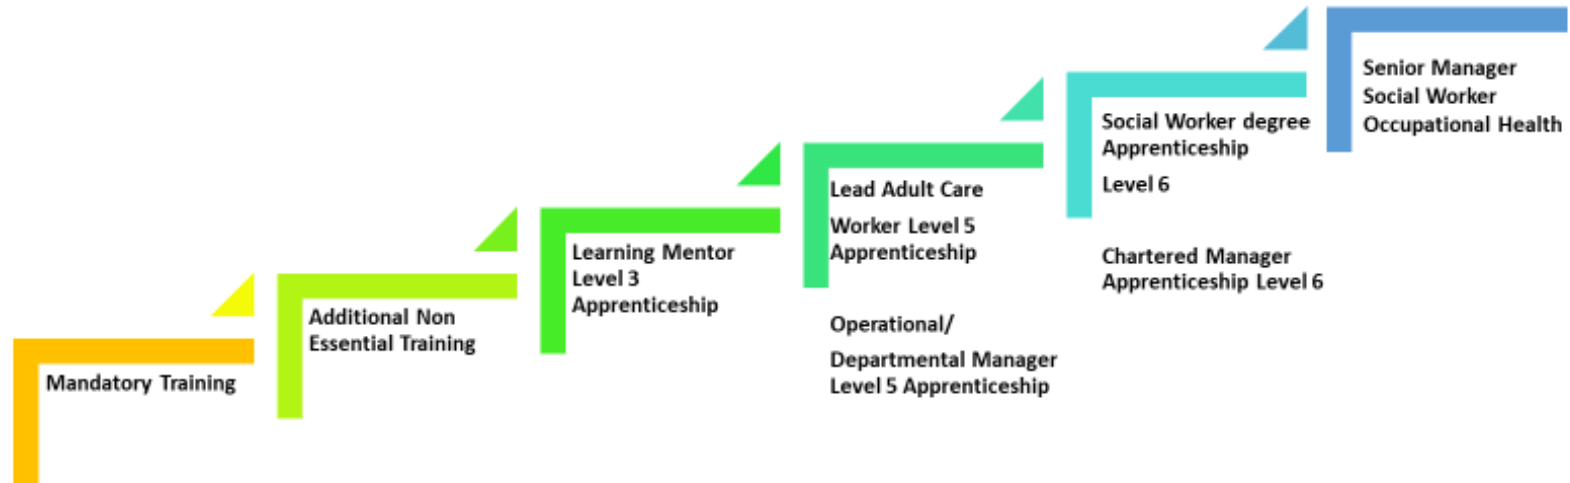 Mandatory Training
Additional Non
Essential Training
Learning Mentor
Level 3
Apprenticeship
Lead Adult Care
Worker Level 5
Apprenticeship
Operational/
Departmental Manager
Level 5 Apprenticeship
Social Worker degree
Apprenticeship
Level 6
Chartered Manager
Apprenticeship Level 6
Senior Manager
Social Worker
Occupational Health